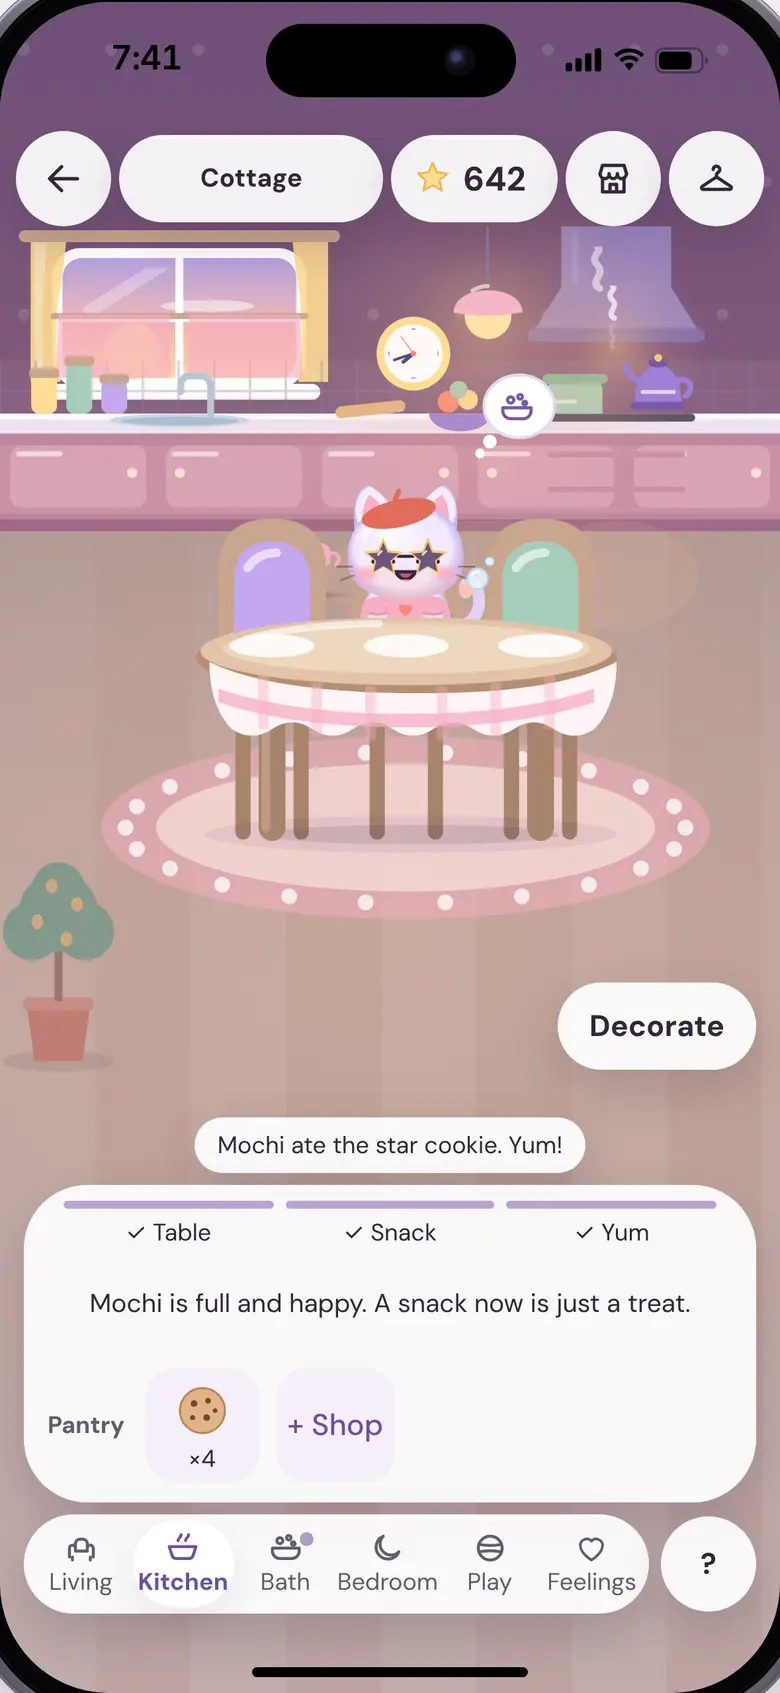 7:41
Cottage
642
Decorate
Mochi ate the star cookie. Yum!
✓ Table
✓ Snack
✓ Yum
Mochi is full and happy. A snack now is just a treat.
Pantry
×4
+ Shop
Living
Kitchen
Bath
Bedroom
Play
Feelings
?